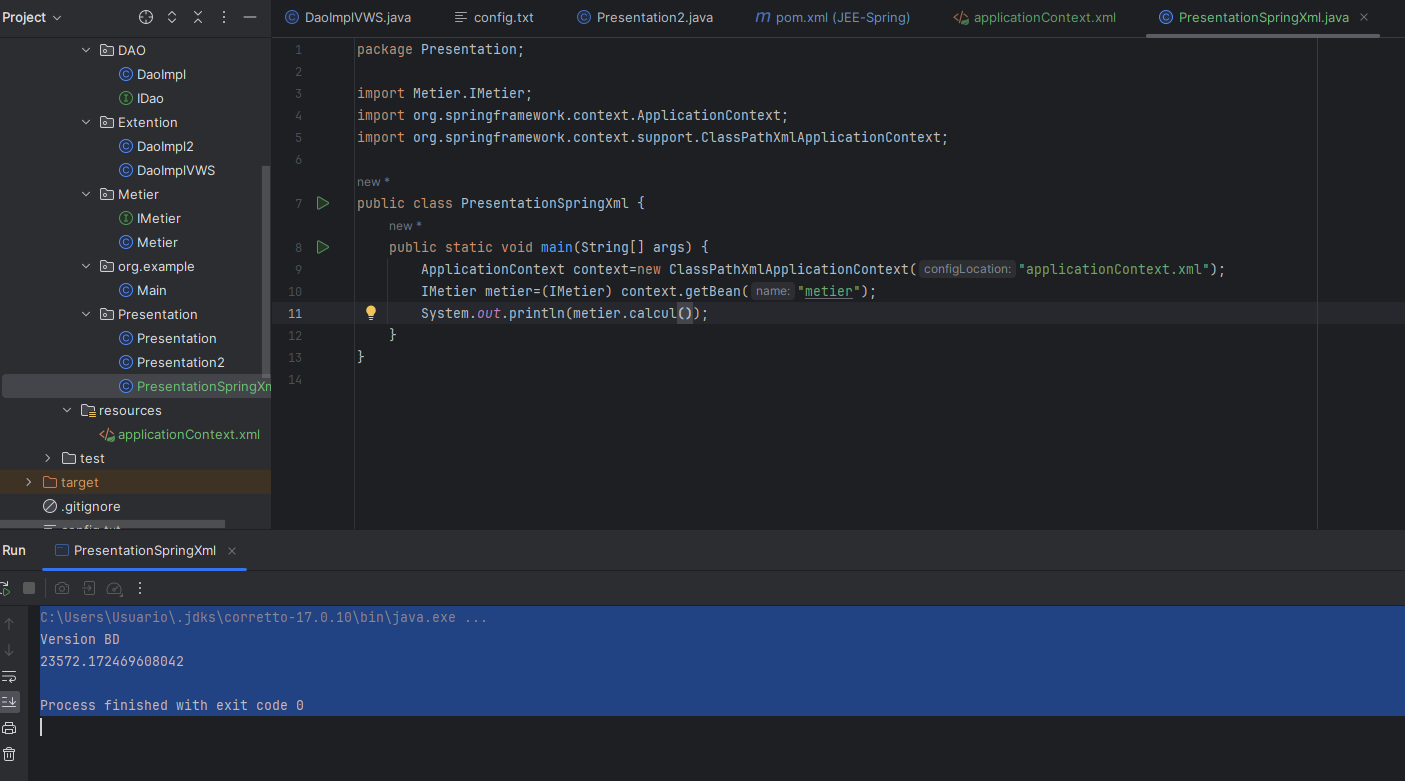 Project
DaoImplVWS.java
config.txt
Presentation2.java
pom.xml (JEE-Spring)
applicationContext.xml
PresentationSpringXml.java
DAO
DaoImpl
IDao
Extention
DaoImpl2
DaoImplVWS
Metier
IMetier
Metier
org.example
Main
Presentation
Presentation
Presentation2
PresentationSpringXm
resources
applicationContext.xml
test
target
.gitignore
config.txt
1 package Presentation;
2
3 import Metier.IMetier;
4 import org.springframework.context.ApplicationContext;
5 import org.springframework.context.support.ClassPathXmlApplicationContext;
6
new *
7 public class PresentationSpringXml {
new *
8 public static void main(String[] args) {
9 ApplicationContext context=new ClassPathXmlApplicationContext( configLocation: "applicationContext.xml");
10 IMetier metier=(IMetier) context.getBean( name: "metier");
11 System.out.println(metier.calcul());
12 }
13 }
14
Run
PresentationSpringXml
C:\Users\Usuario\.jdks\corretto-17.0.10\bin\java.exe ...
Version BD
23572.172469608042
Process finished with exit code 0